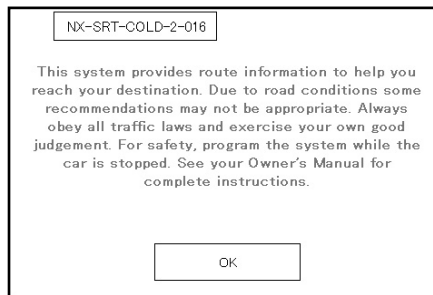 NX-SRT-COLD-2-016
This system provides route information to help you
reach your destination. Due to road conditions some
recommendations may not be appropriate. Always
obey all traffic laws and exercise your own good
judgement. For safety, program the system while the
car is stopped. See your Owner's Manual for
complete instructions.
OK